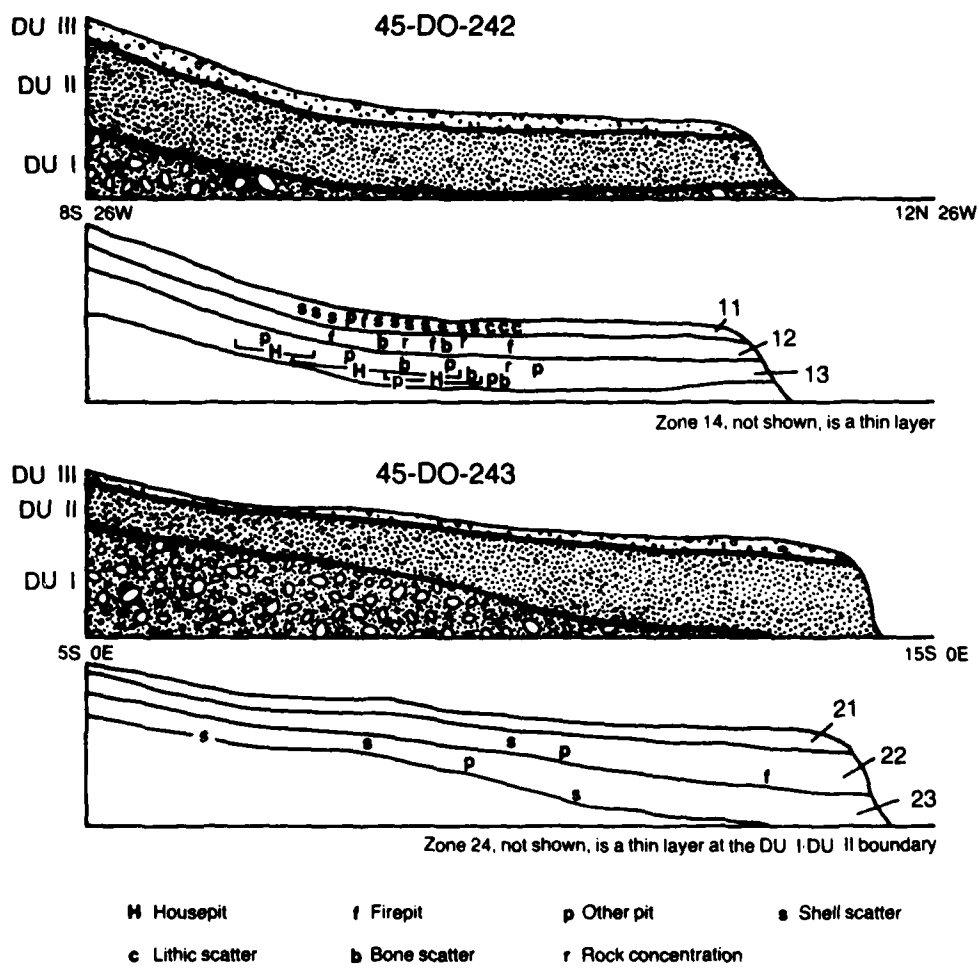 45-DO-242
DU III
DU II
DU I
8S 26W 12N 26W
s s s p f s s s s s s s c c c
f b r f b r f
p H p H b p b p b p
p H
11
12
13
Zone 14, not shown, is a thin layer
45-DO-243
DU III
DU II
DU I
5S 0E 15S 0E
s s s p
p f
s
21
22
23
Zone 24, not shown, is a thin layer at the DU I·DU II boundary
H Housepit f Firepit p Other pit s Shell scatter
c Lithic scatter b Bone scatter r Rock concentration